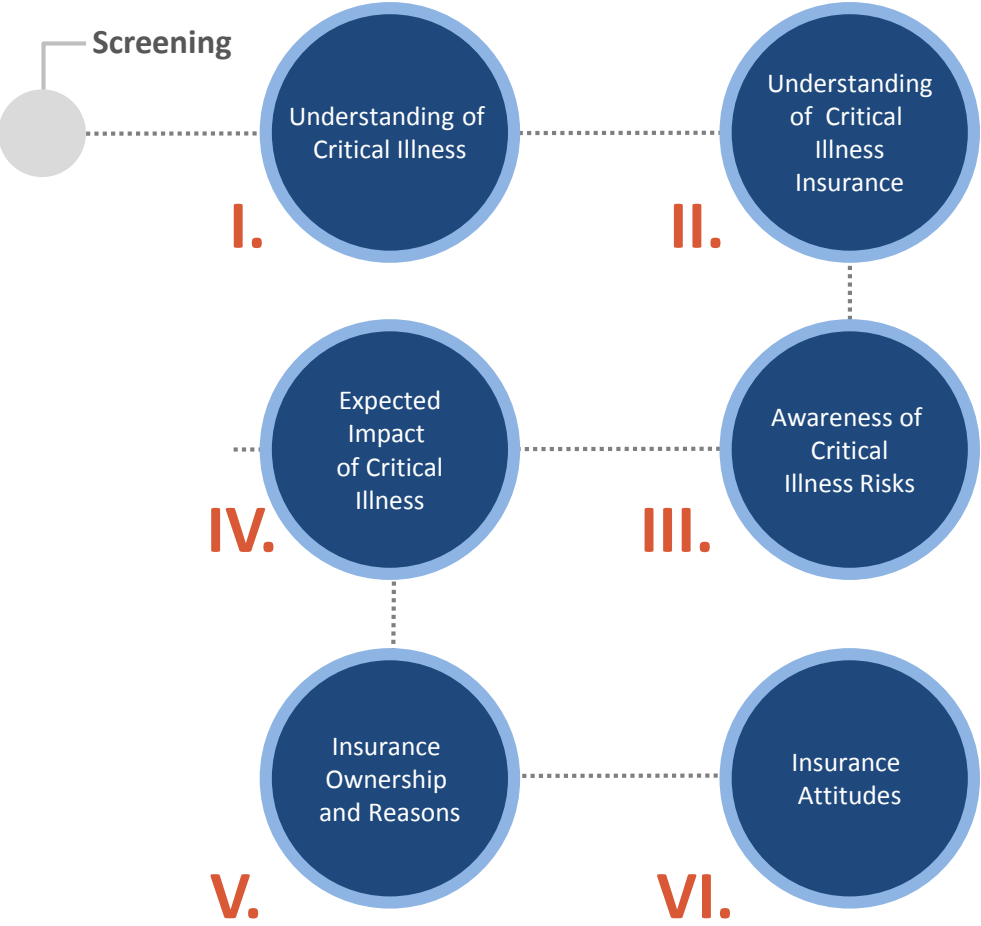 Screening
Understanding of
Critical Illness
I.
Understanding
of Critical
Illness
Insurance
II.
Awareness of
Critical
Illness Risks
III.
Expected
Impact
of Critical
Illness
IV.
Insurance
Ownership
and Reasons
V.
Insurance
Attitudes
VI.